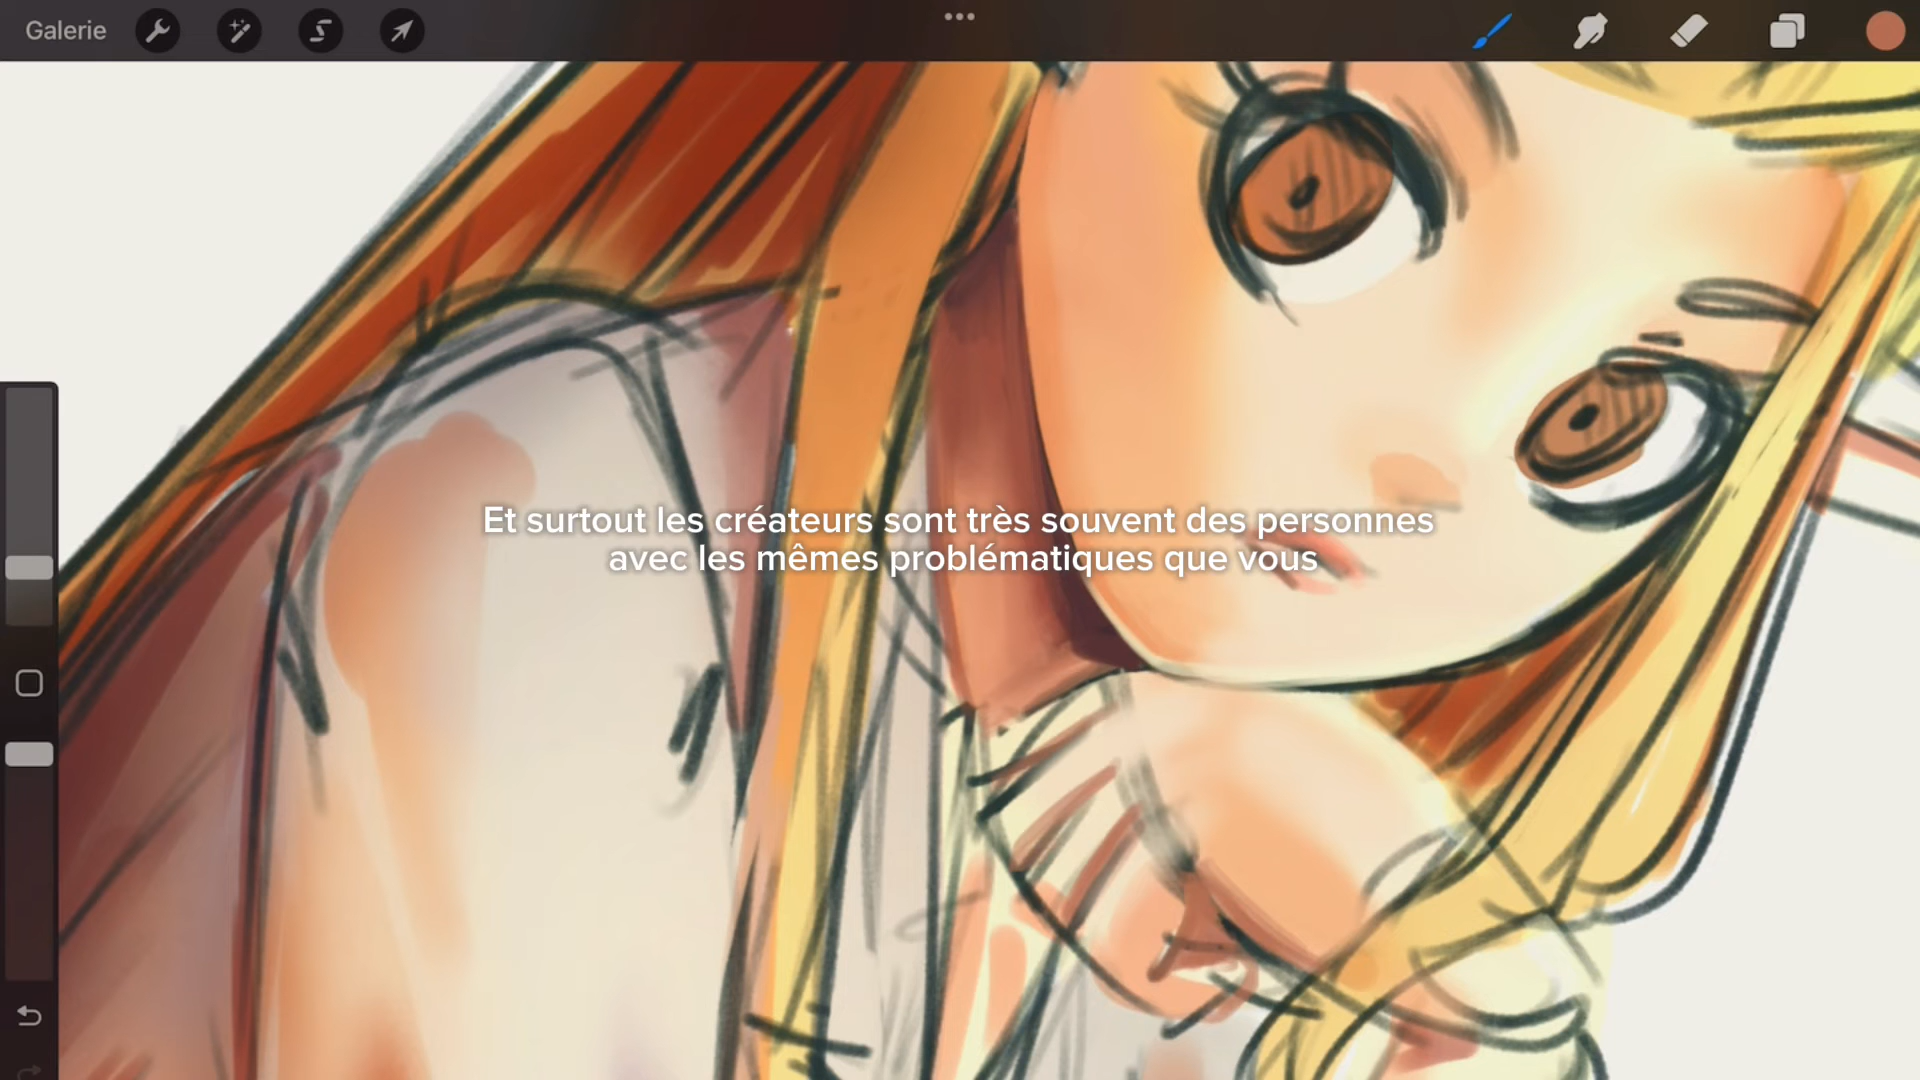 Galerie
Et surtout les créateurs sont très souvent des personnes
avec les mêmes problématiques que vous